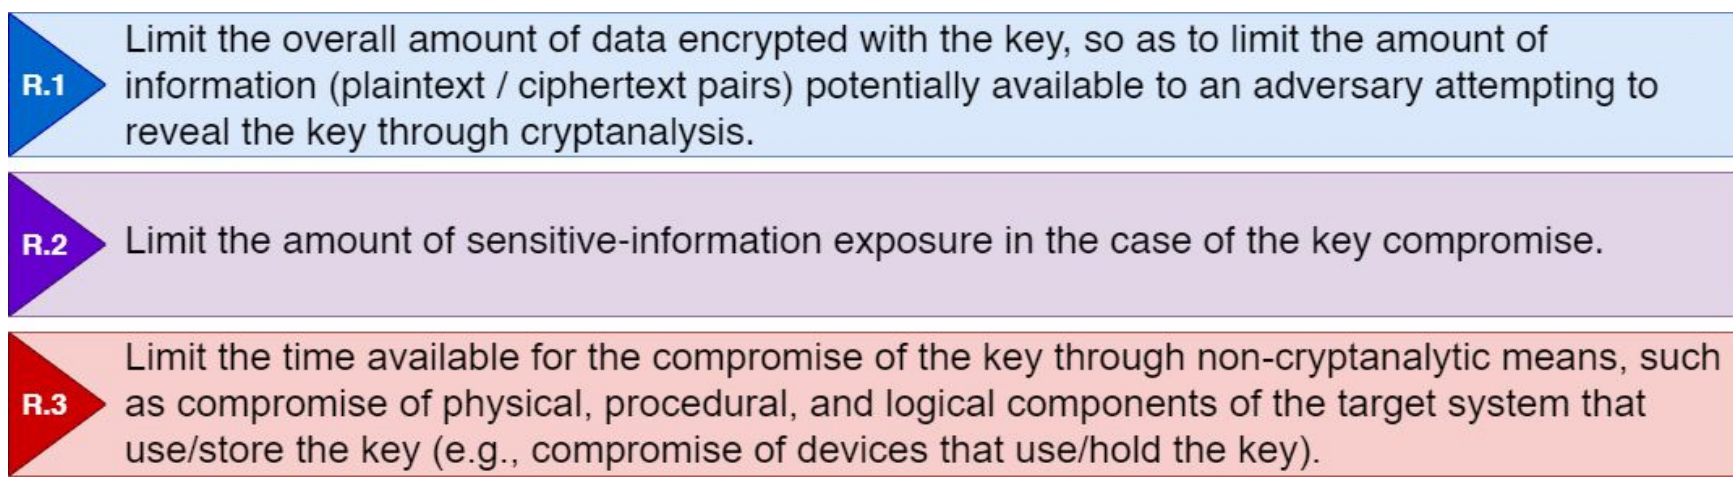 Limit the overall amount of data encrypted with the key, so as to limit the amount of
R.1 information (plaintext / ciphertext pairs) potentially available to an adversary attempting to
reveal the key through cryptanalysis.
R.2 Limit the amount of sensitive-information exposure in the case of the key compromise.
Limit the time available for the compromise of the key through non-cryptanalytic means, such
R.3 as compromise of physical, procedural, and logical components of the target system that
use/store the key (e.g., compromise of devices that use/hold the key).